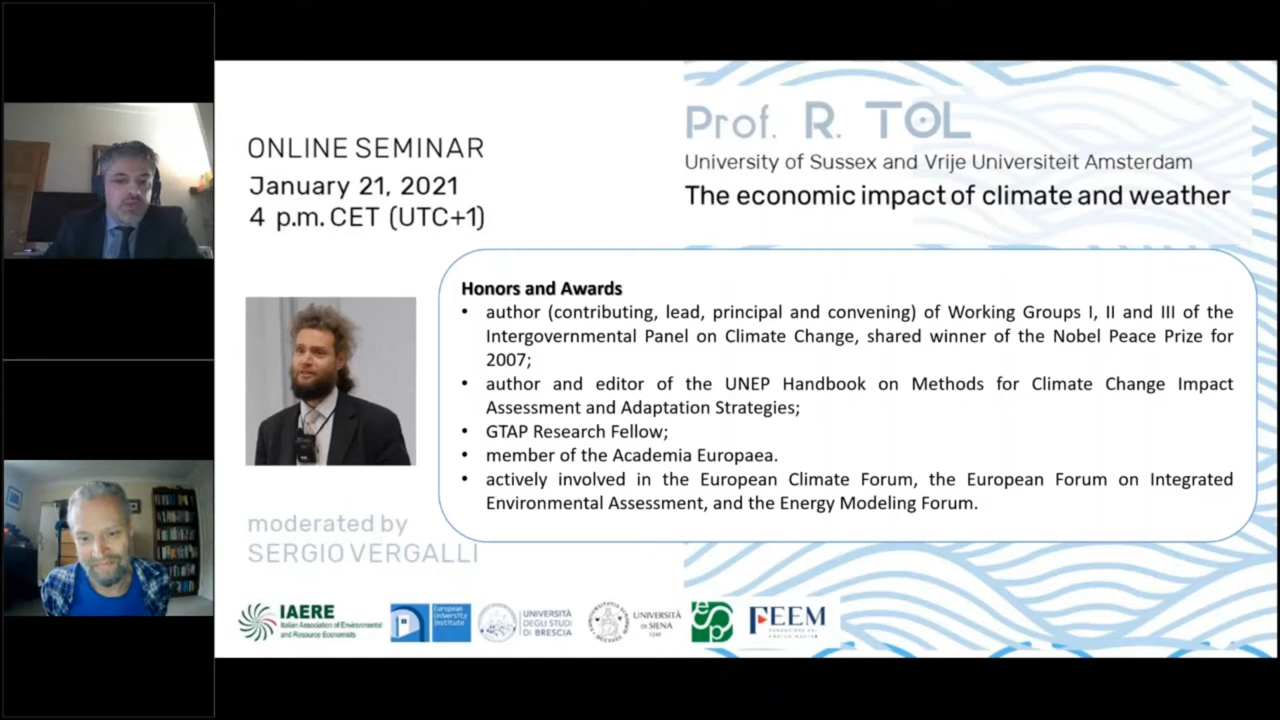 ONLINE SEMINAR
January 21, 2021
4 p.m. CET (UTC+1)
Prof. R. TOL
University of Sussex and Vrije Universiteit Amsterdam
The economic impact of climate and weather
Honors and Awards
• author (contributing, lead, principal and convening) of Working Groups I, II and III of the
Intergovernmental Panel on Climate Change, shared winner of the Nobel Peace Prize for
2007;
• author and editor of the UNEP Handbook on Methods for Climate Change Impact
Assessment and Adaptation Strategies;
• GTAP Research Fellow;
• member of the Academia Europaea.
• actively involved in the European Climate Forum, the European Forum on Integrated
Environmental Assessment, and the Energy Modeling Forum.
moderated by
SERGIO VERGALLI
IAERE
Italian Association of Environmental
and Resource Economists
European
University
Institute
UNIVERSITÀ
DEGLI STUDI
DI BRESCIA
UNIVERSITÀ
DI SIENA
1240
FEEM